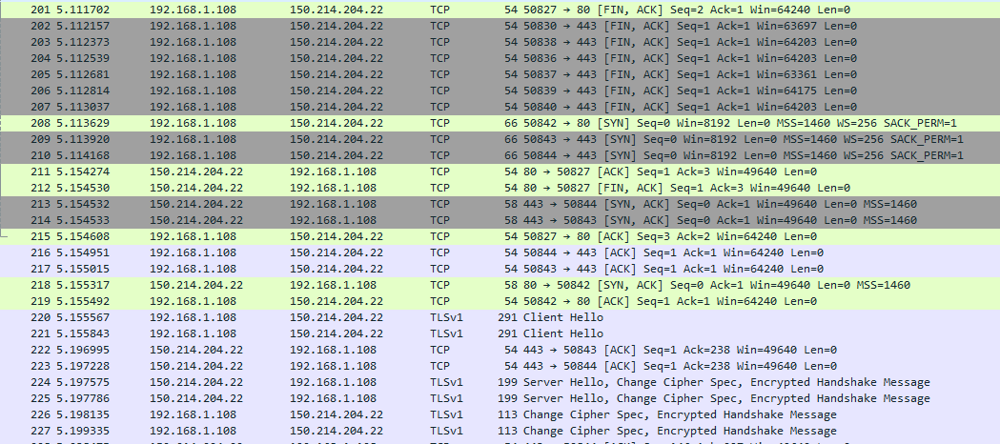 201 5.111702 192.168.1.108 150.214.204.22 TCP 54 50827 → 80 [FIN, ACK] Seq=2 Ack=1 Win=64240 Len=0
202 5.112157 192.168.1.108 150.214.204.22 TCP 54 50830 → 443 [FIN, ACK] Seq=1 Ack=1 Win=63697 Len=0
203 5.112373 192.168.1.108 150.214.204.22 TCP 54 50838 → 443 [FIN, ACK] Seq=1 Ack=1 Win=64203 Len=0
204 5.112539 192.168.1.108 150.214.204.22 TCP 54 50836 → 443 [FIN, ACK] Seq=1 Ack=1 Win=64203 Len=0
205 5.112681 192.168.1.108 150.214.204.22 TCP 54 50837 → 443 [FIN, ACK] Seq=1 Ack=1 Win=63361 Len=0
206 5.112814 192.168.1.108 150.214.204.22 TCP 54 50839 → 443 [FIN, ACK] Seq=1 Ack=1 Win=64175 Len=0
207 5.113037 192.168.1.108 150.214.204.22 TCP 54 50840 → 443 [FIN, ACK] Seq=1 Ack=1 Win=64203 Len=0
208 5.113629 192.168.1.108 150.214.204.22 TCP 66 50842 → 80 [SYN] Seq=0 Win=8192 Len=0 MSS=1460 WS=256 SACK_PERM=1
209 5.113920 192.168.1.108 150.214.204.22 TCP 66 50843 → 443 [SYN] Seq=0 Win=8192 Len=0 MSS=1460 WS=256 SACK_PERM=1
210 5.114168 192.168.1.108 150.214.204.22 TCP 66 50844 → 443 [SYN] Seq=0 Win=8192 Len=0 MSS=1460 WS=256 SACK_PERM=1
211 5.154274 150.214.204.22 192.168.1.108 TCP 54 80 → 50827 [ACK] Seq=1 Ack=3 Win=49640 Len=0
212 5.154530 150.214.204.22 192.168.1.108 TCP 54 80 → 50827 [FIN, ACK] Seq=1 Ack=3 Win=49640 Len=0
213 5.154532 150.214.204.22 192.168.1.108 TCP 58 443 → 50844 [SYN, ACK] Seq=0 Ack=1 Win=49640 Len=0 MSS=1460
214 5.154533 150.214.204.22 192.168.1.108 TCP 58 443 → 50843 [SYN, ACK] Seq=0 Ack=1 Win=49640 Len=0 MSS=1460
215 5.154608 192.168.1.108 150.214.204.22 TCP 54 50827 → 80 [ACK] Seq=3 Ack=2 Win=64240 Len=0
216 5.154951 192.168.1.108 150.214.204.22 TCP 54 50844 → 443 [ACK] Seq=1 Ack=1 Win=64240 Len=0
217 5.155015 192.168.1.108 150.214.204.22 TCP 54 50843 → 443 [ACK] Seq=1 Ack=1 Win=64240 Len=0
218 5.155317 150.214.204.22 192.168.1.108 TCP 58 80 → 50842 [SYN, ACK] Seq=0 Ack=1 Win=49640 Len=0 MSS=1460
219 5.155492 192.168.1.108 150.214.204.22 TCP 54 50842 → 80 [ACK] Seq=1 Ack=1 Win=64240 Len=0
220 5.155567 192.168.1.108 150.214.204.22 TLSv1 291 Client Hello
221 5.155843 192.168.1.108 150.214.204.22 TLSv1 291 Client Hello
222 5.196995 150.214.204.22 192.168.1.108 TCP 54 443 → 50843 [ACK] Seq=1 Ack=238 Win=49640 Len=0
223 5.197228 150.214.204.22 192.168.1.108 TCP 54 443 → 50844 [ACK] Seq=1 Ack=238 Win=49640 Len=0
224 5.197575 150.214.204.22 192.168.1.108 TLSv1 199 Server Hello, Change Cipher Spec, Encrypted Handshake Message
225 5.197786 150.214.204.22 192.168.1.108 TLSv1 199 Server Hello, Change Cipher Spec, Encrypted Handshake Message
226 5.198135 192.168.1.108 150.214.204.22 TLSv1 113 Change Cipher Spec, Encrypted Handshake Message
227 5.199335 192.168.1.108 150.214.204.22 TLSv1 113 Change Cipher Spec, Encrypted Handshake Message